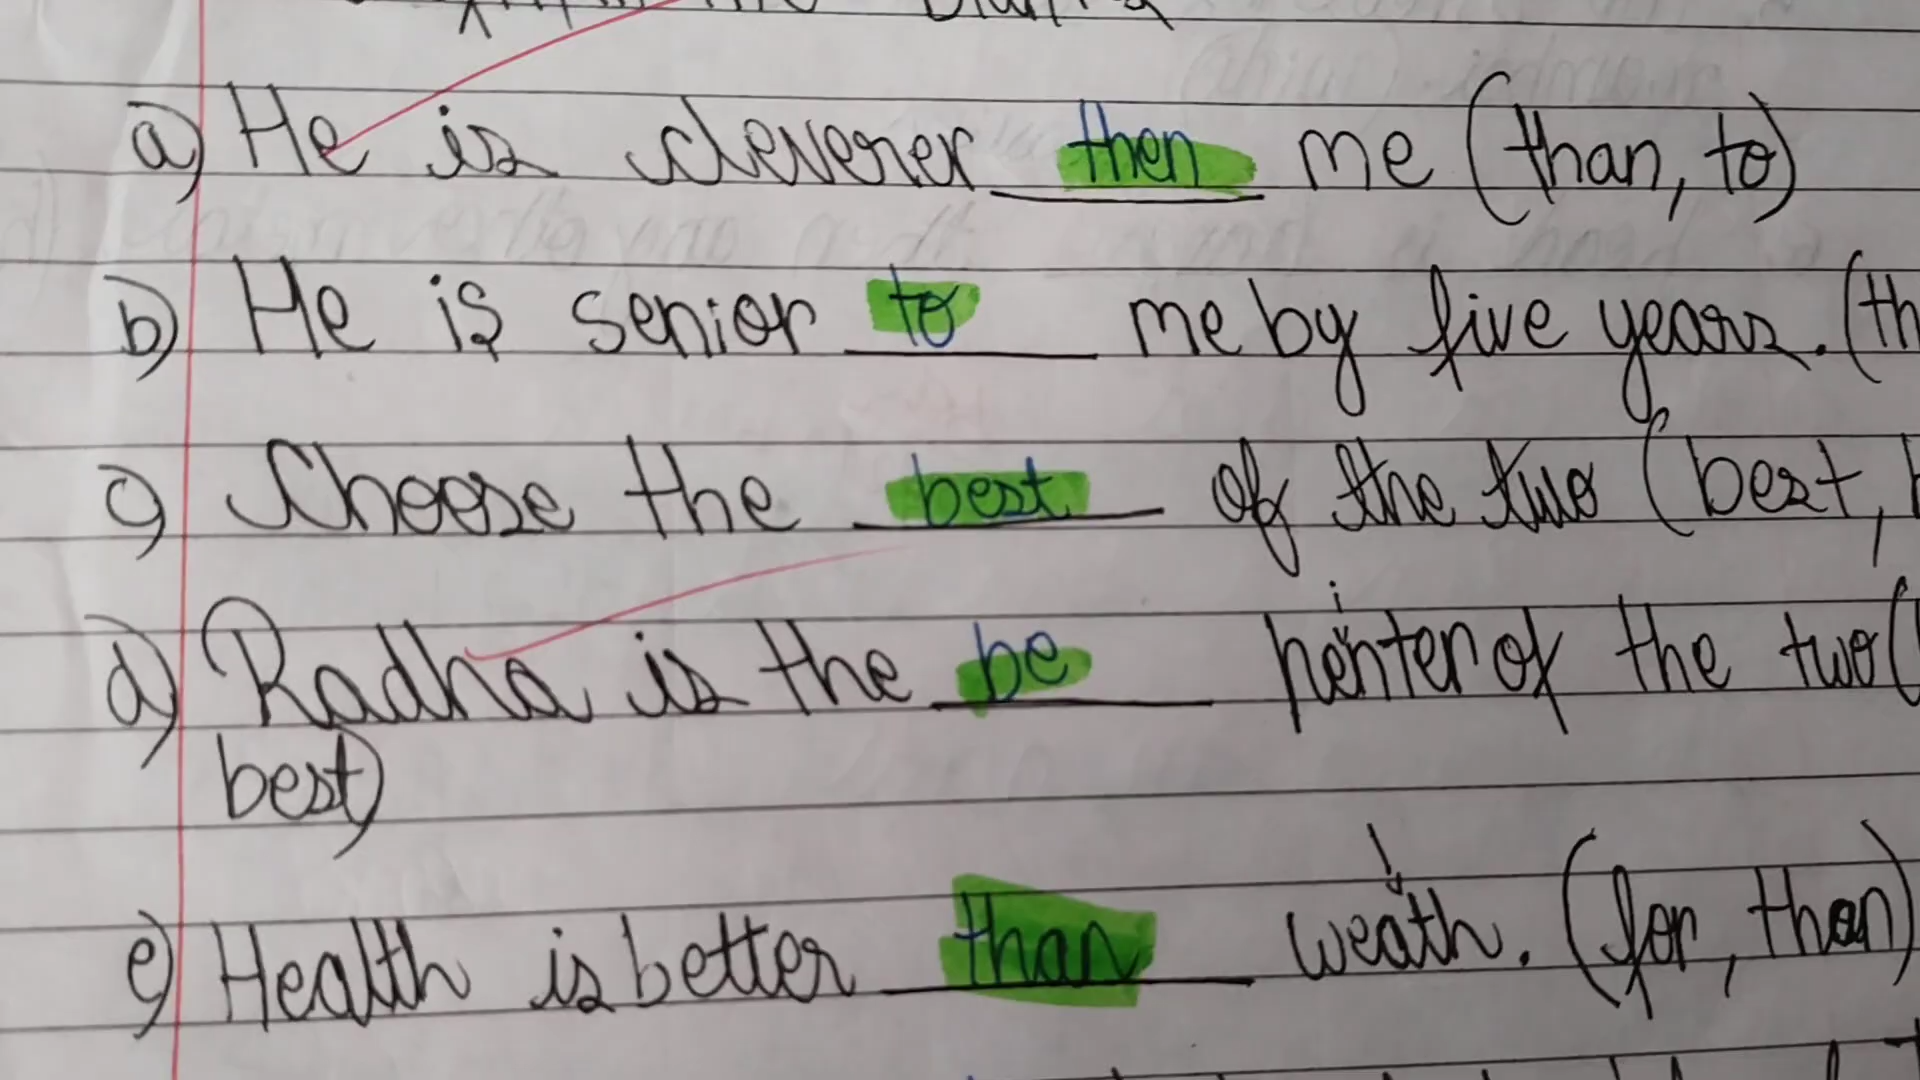 a) He is cleverer then me (than, to)
b) He is senior to me by five years. (th
c) Choose the best of the two (best, b
d) Radha is the be of the two (
best)
e) Health is better than weath. (for, than)